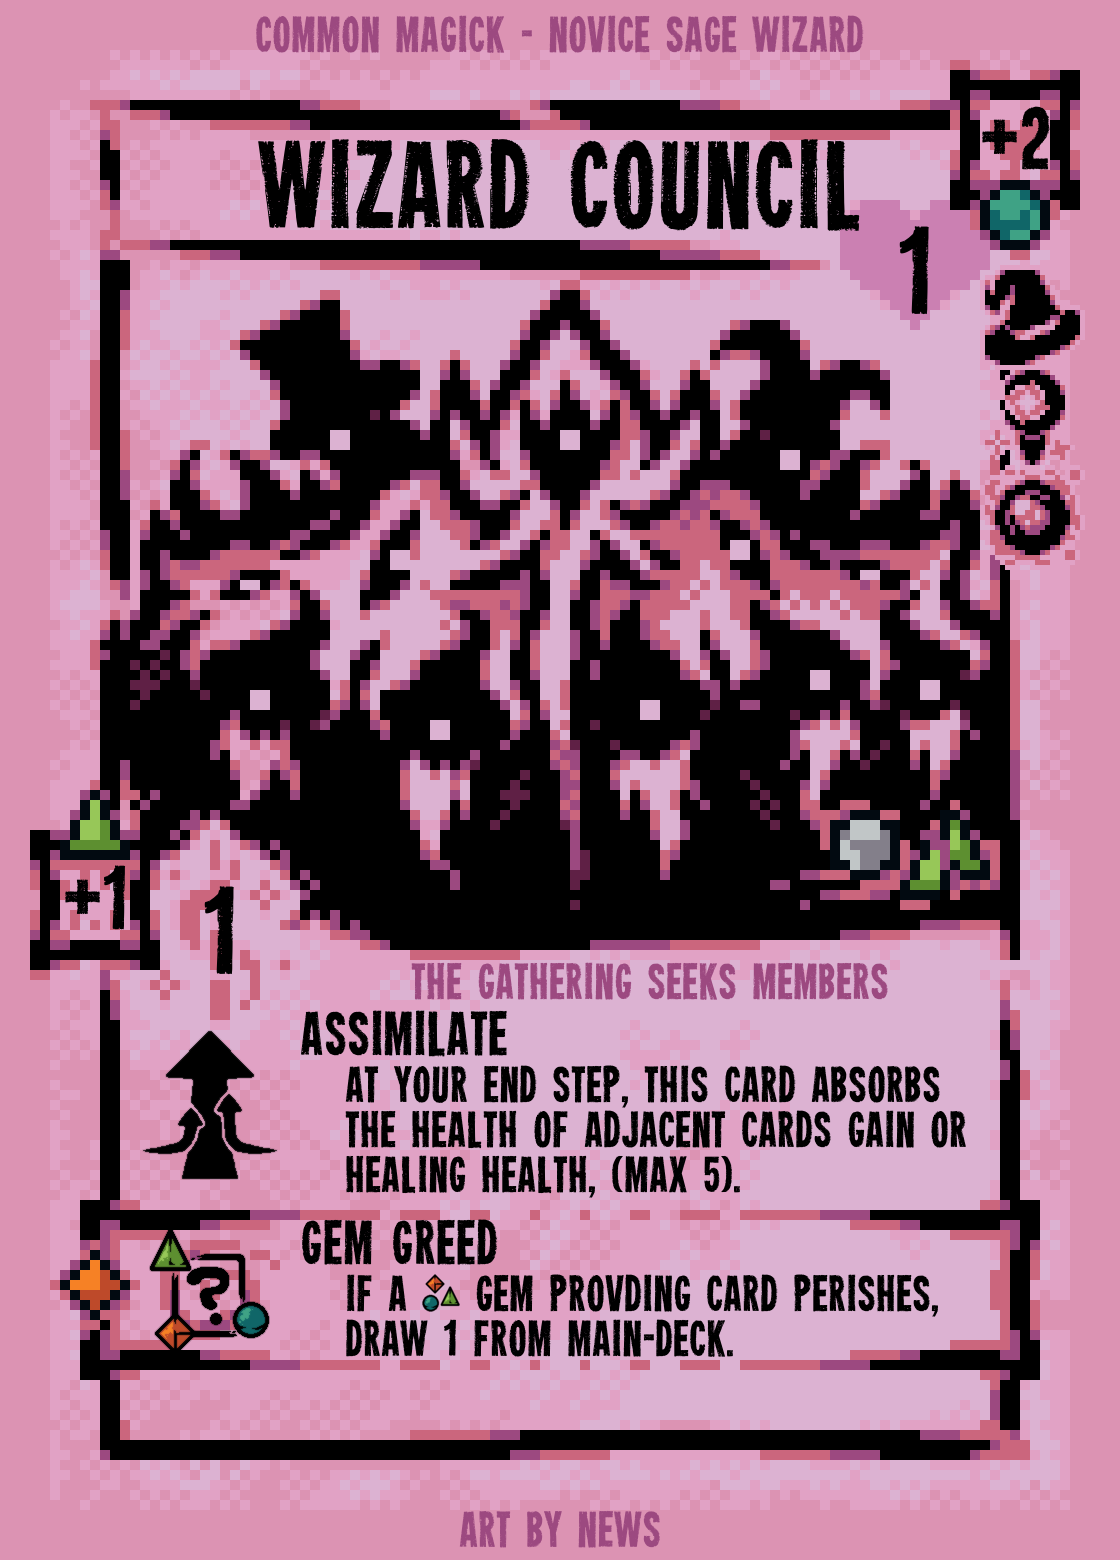 COMMON MAGICK - NOVICE SAGE WIZARD
+2
WIZARD COUNCIL
1
+1
1
THE GATHERING SEEKS MEMBERS
ASSIMILATE
AT YOUR END STEP, THIS CARD ABSORBS
THE HEALTH OF ADJACENT CARDS GAIN OR
HEALING HEALTH, (MAX 5).
GEM GREED
?
IF A GEM PROVDING CARD PERISHES,
DRAW 1 FROM MAIN-DECK.
ART BY NEWS